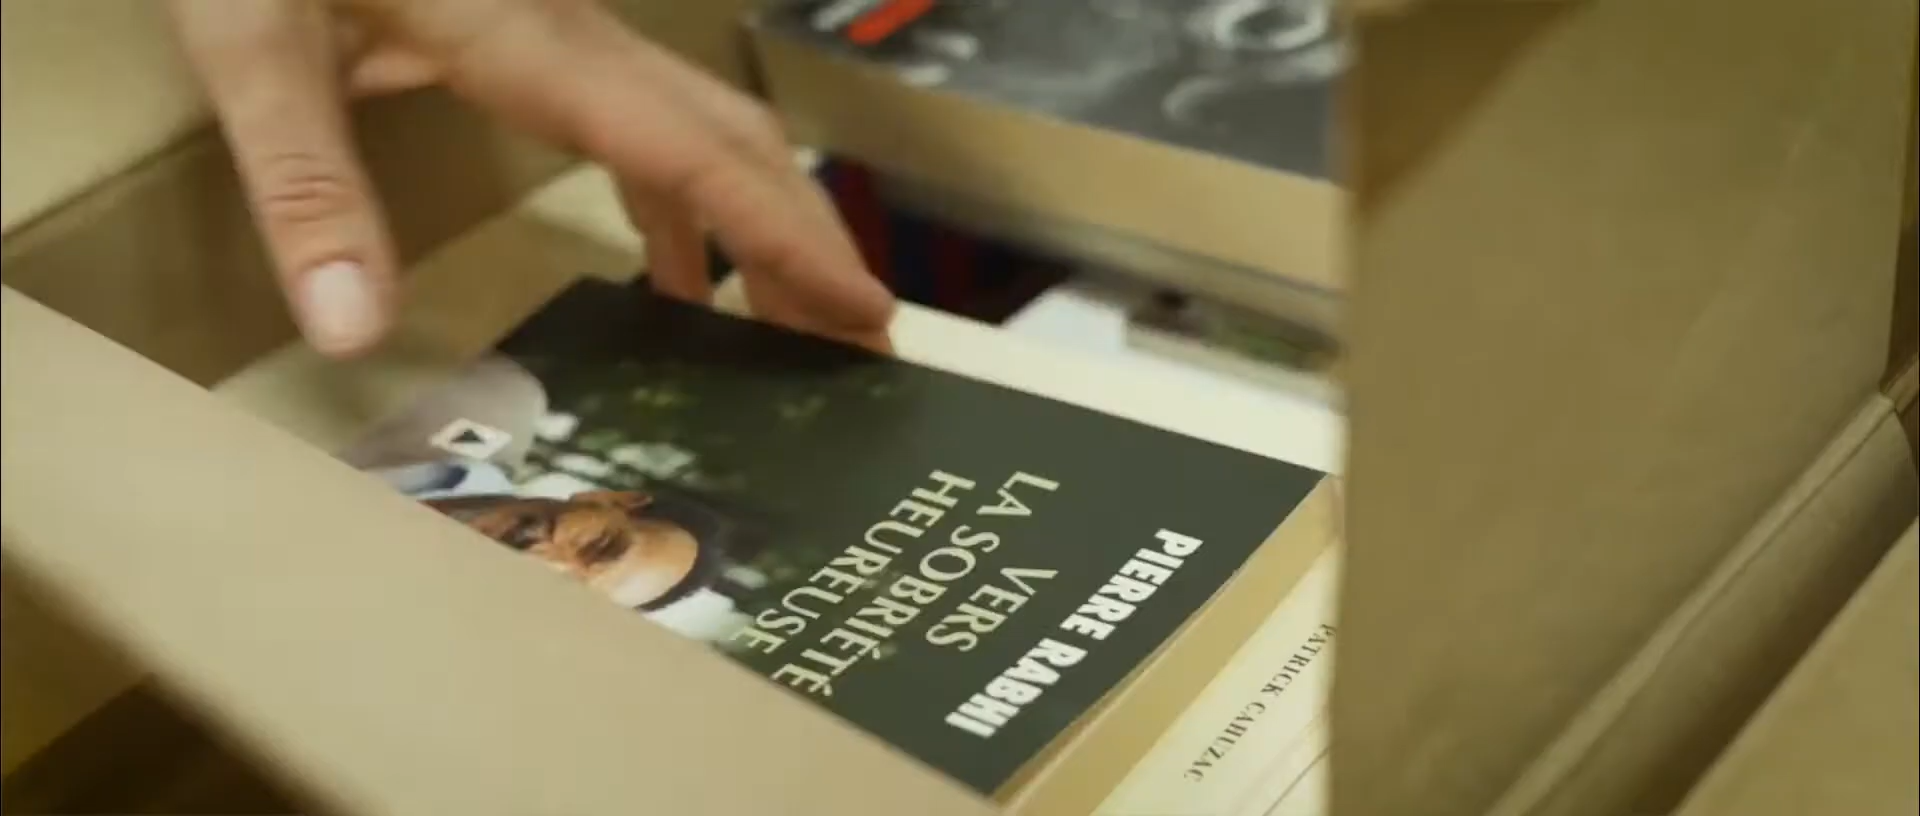 PIERRE RABHI
VERS
LA SOBRIÉTÉ
HEUREUSE
PATRICK CAHUZAC